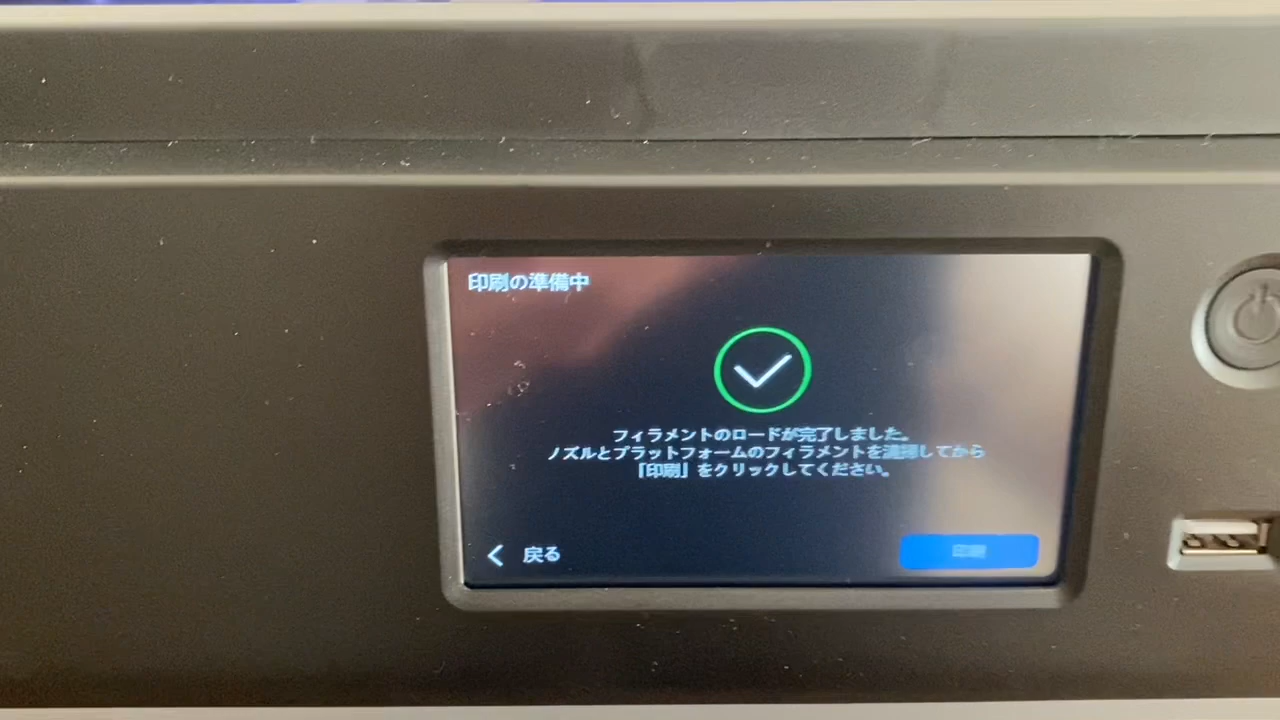 印刷の準備中
フィラメントのロードが完了しました。
ノズルとプラットフォームのフィラメントを清掃してから
「印刷」をクリックしてください。
戻る
印刷